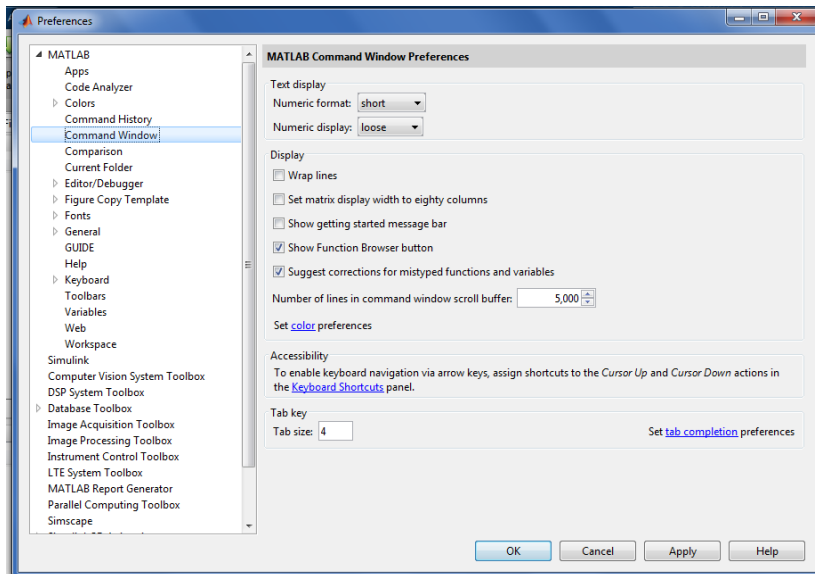 Preferences
MATLAB
Apps
Code Analyzer
Colors
Command History
Command Window
Comparison
Current Folder
Editor/Debugger
Figure Copy Template
Fonts
General
GUIDE
Help
Keyboard
Toolbars
Variables
Web
Workspace
Simulink
Computer Vision System Toolbox
DSP System Toolbox
Database Toolbox
Image Acquisition Toolbox
Image Processing Toolbox
Instrument Control Toolbox
LTE System Toolbox
MATLAB Report Generator
Parallel Computing Toolbox
Simscape
MATLAB Command Window Preferences
Text display
Numeric format: short
Numeric display: loose
Display
Wrap lines
Set matrix display width to eighty columns
Show getting started message bar
Show Function Browser button
Suggest corrections for mistyped functions and variables
Number of lines in command window scroll buffer: 5,000
Set color preferences
Accessibility
To enable keyboard navigation via arrow keys, assign shortcuts to the Cursor Up and Cursor Down actions in
the Keyboard Shortcuts panel.
Tab key
Tab size: 4 Set tab completion preferences
OK Cancel Apply Help